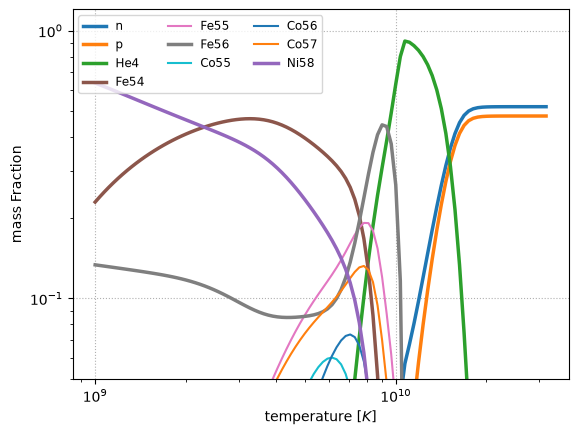 n
p
He4
Fe54
Fe55
Fe56
Co55
Co56
Co57
Ni58
10⁰
10⁻¹
mass Fraction
10⁹
10¹⁰
temperature [K]